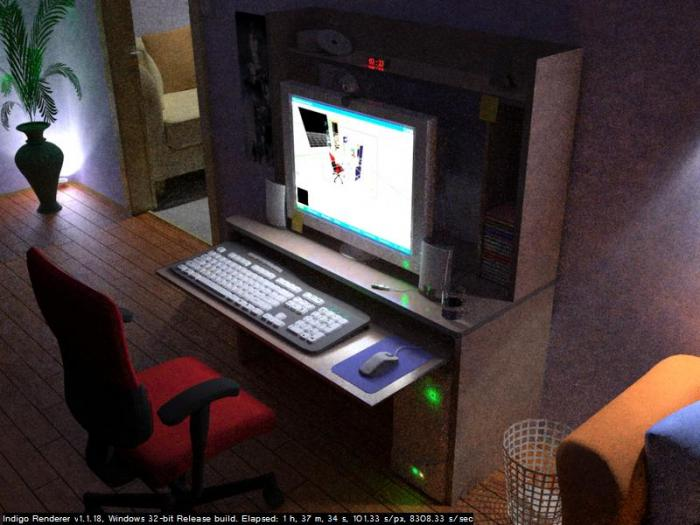 Indigo Renderer v1.1.18, Windows 32-bit Release build. Elapsed: 1 h, 37 m, 34 s, 101.33 s/px, 8308.33 s/sec